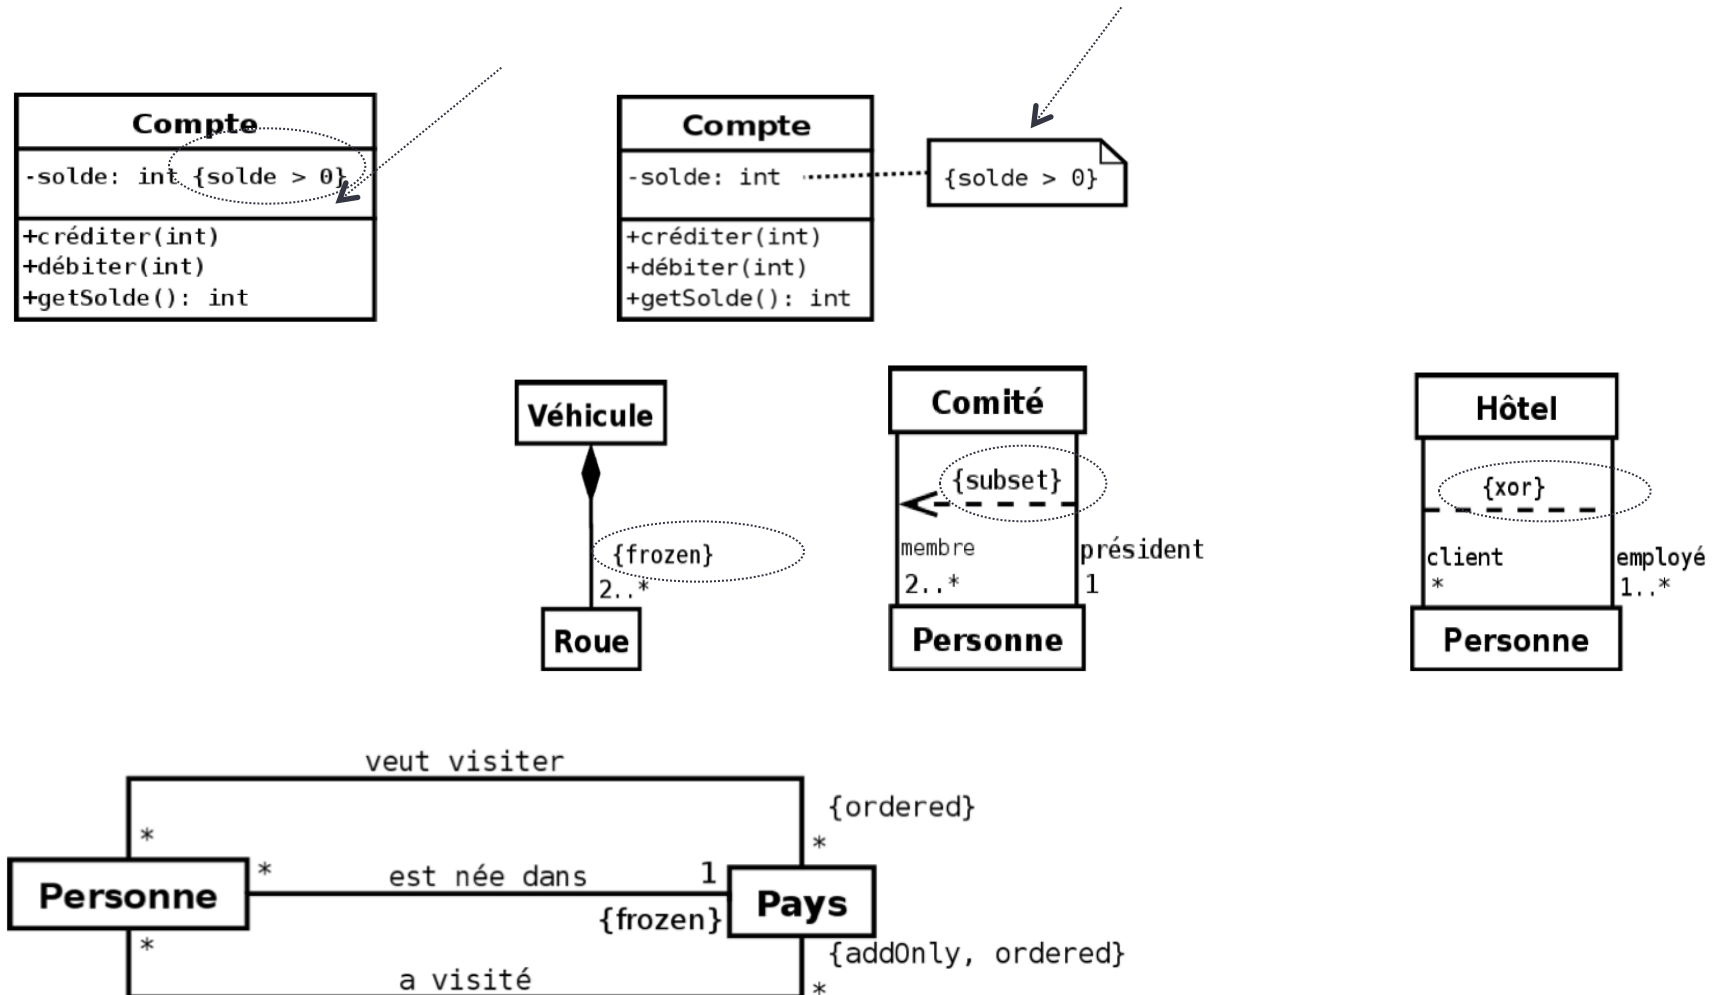 Compte
-solde: int {solde > 0}
+créditer(int)
+débiter(int)
+getSolde(): int
Compte
-solde: int
+créditer(int)
+débiter(int)
+getSolde(): int
{solde > 0}
Véhicule
{frozen}
2..*
Roue
Comité
{subset}
membre
2..*
président
1
Personne
Hôtel
{xor}
client
*
employé
1..*
Personne
veut visiter
{ordered}
*
*
Personne
*
est née dans
1
{frozen}
Pays
*
{addOnly, ordered}
a visité
*